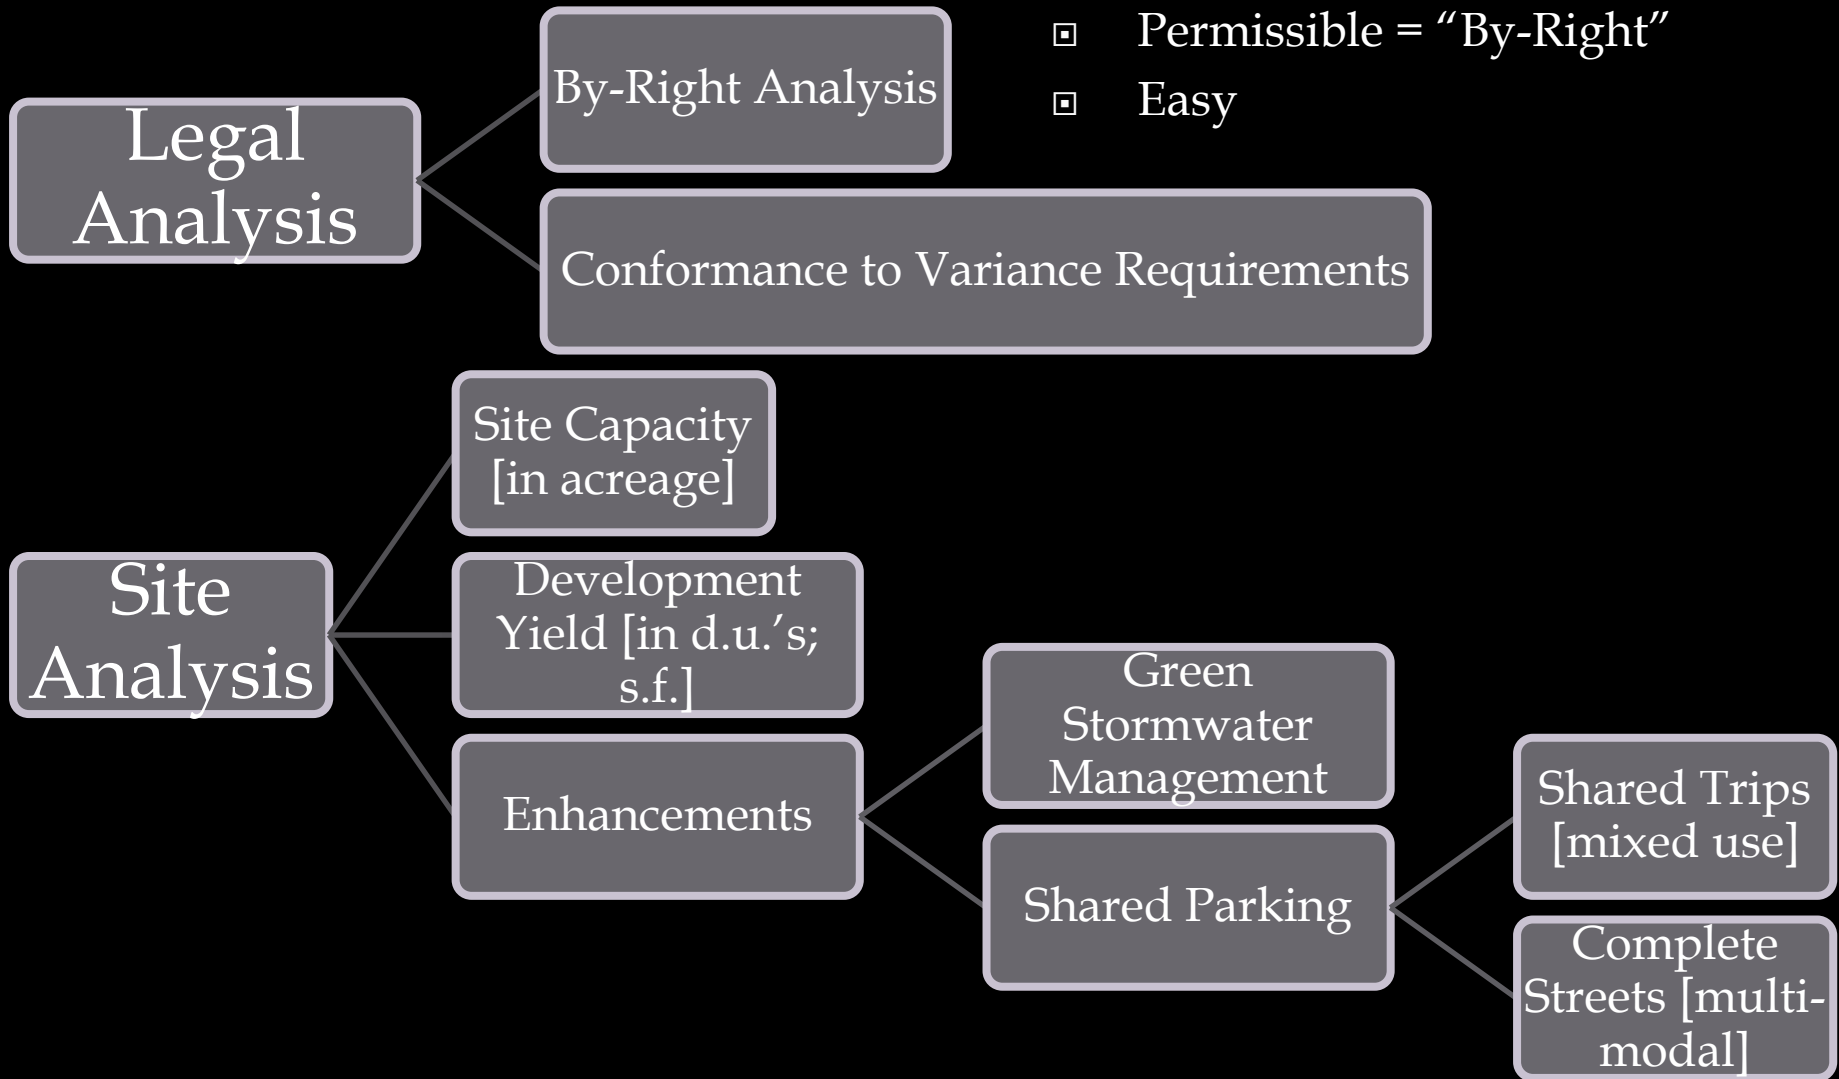 Permissible = “By-Right”
Easy
Legal
Analysis
By-Right Analysis
Conformance to Variance Requirements
Site
Analysis
Site Capacity
[in acreage]
Development
Yield [in d.u.’s;
s.f.]
Enhancements
Green
Stormwater
Management
Shared Parking
Shared Trips
[mixed use]
Complete
Streets [multi-
modal]